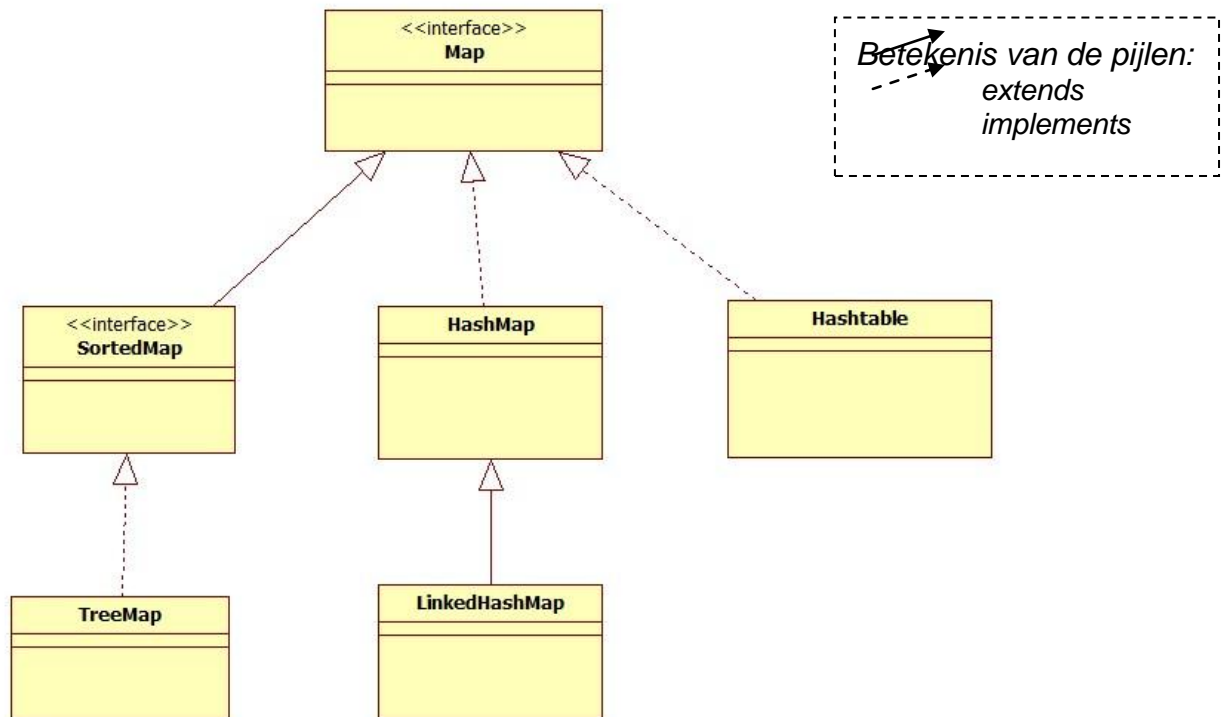 <<interface>>
Map
Betekenis van de pijlen:
extends
implements
<<interface>>
SortedMap
HashMap
Hashtable
TreeMap
LinkedHashMap